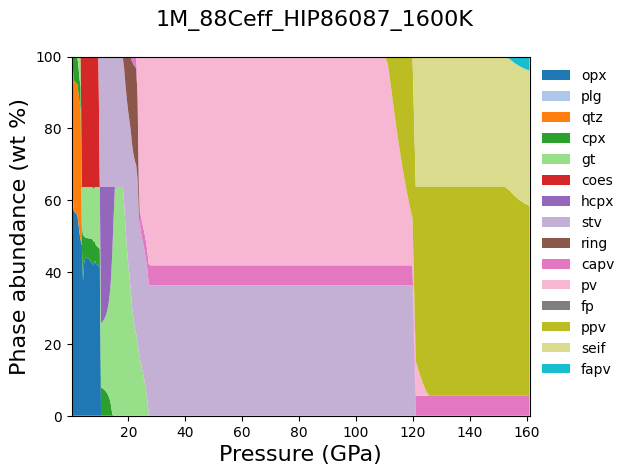 1M_88Ceff_HIP86087_1600K
Phase abundance (wt %)
100
80
60
40
20
0
20
40
60
80
100
120
140
160
Pressure (GPa)
opx
plg
qtz
cpx
gt
coes
hcpx
stv
ring
capv
pv
fp
ppv
seif
fapv